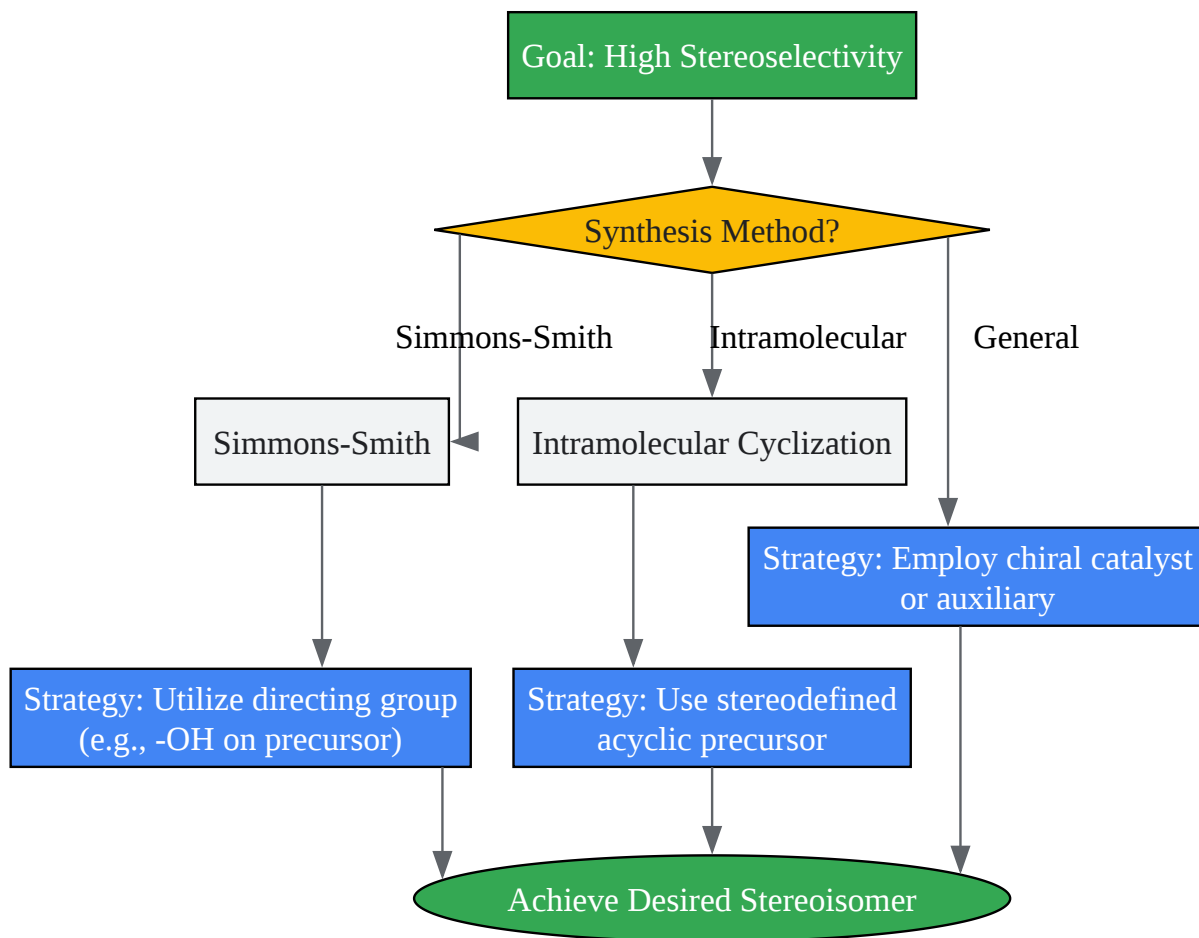 Goal: High Stereoselectivity
Synthesis Method?
Simmons-Smith
Intramolecular
General
Simmons-Smith
Intramolecular Cyclization
Strategy: Employ chiral catalyst
or auxiliary
Strategy: Utilize directing group
(e.g., -OH on precursor)
Strategy: Use stereodefined
acyclic precursor
Achieve Desired Stereoisomer